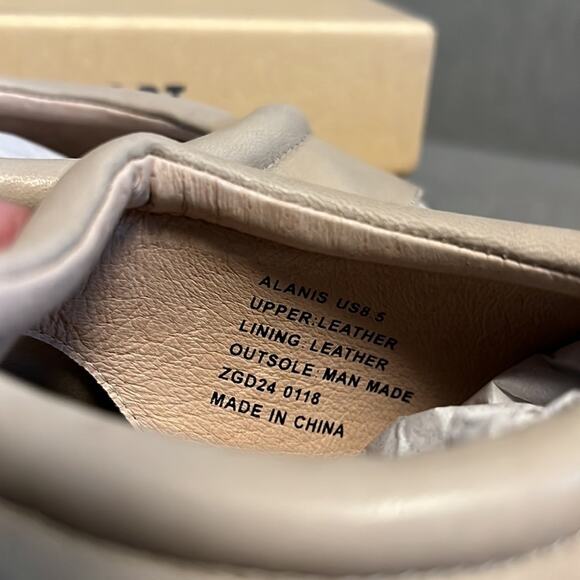 ALANIS US8 5
UPPER:LEATHER
LINING:LEATHER
OUTSOLE:MAN MADE
ZGD24 0118
MADE IN CHINA